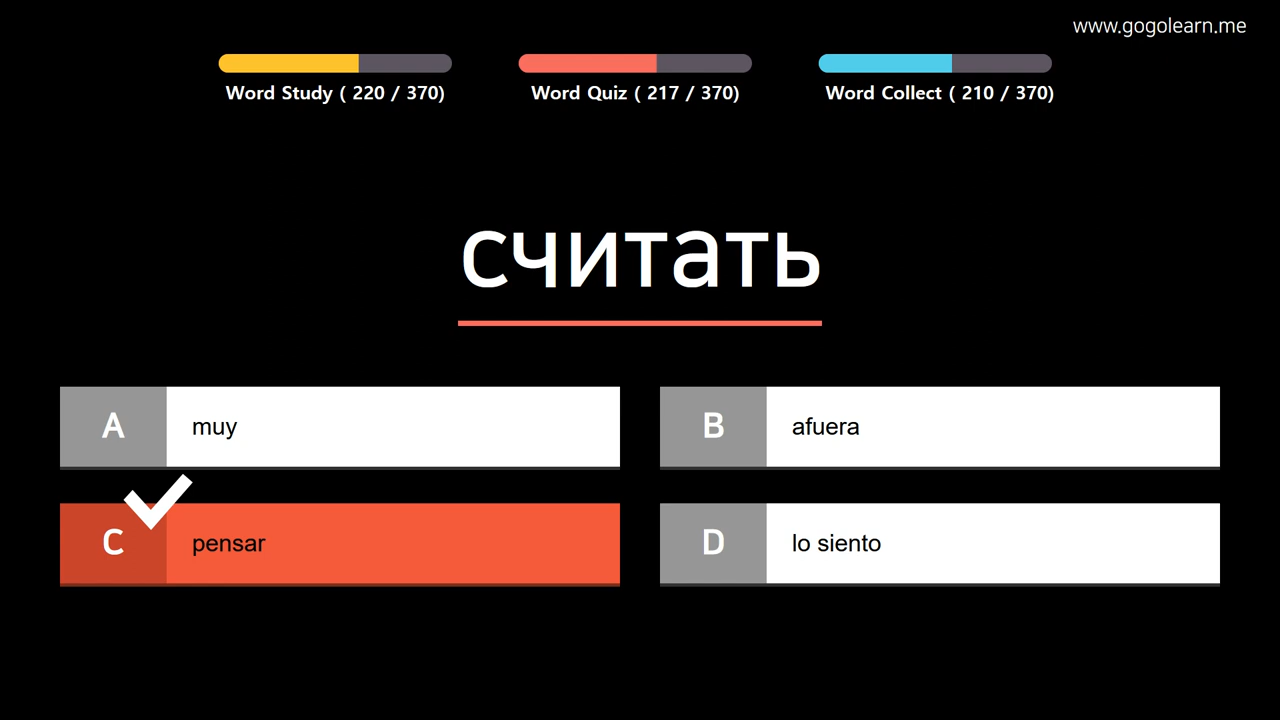 www.gogolearn.me
Word Study ( 220 / 370)
Word Quiz ( 217 / 370)
Word Collect ( 210 / 370)
считать
A muy
B afuera
C pensar
D lo siento